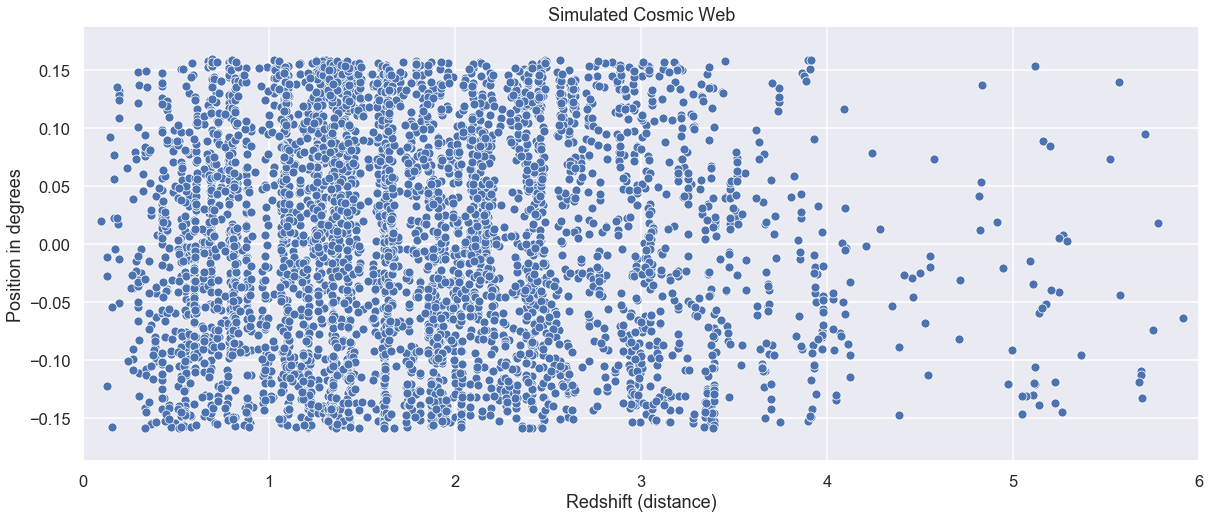 Simulated Cosmic Web
Position in degrees
0.15
0.10
0.05
0.00
−0.05
−0.10
−0.15
0 1 2 3 4 5 6
Redshift (distance)